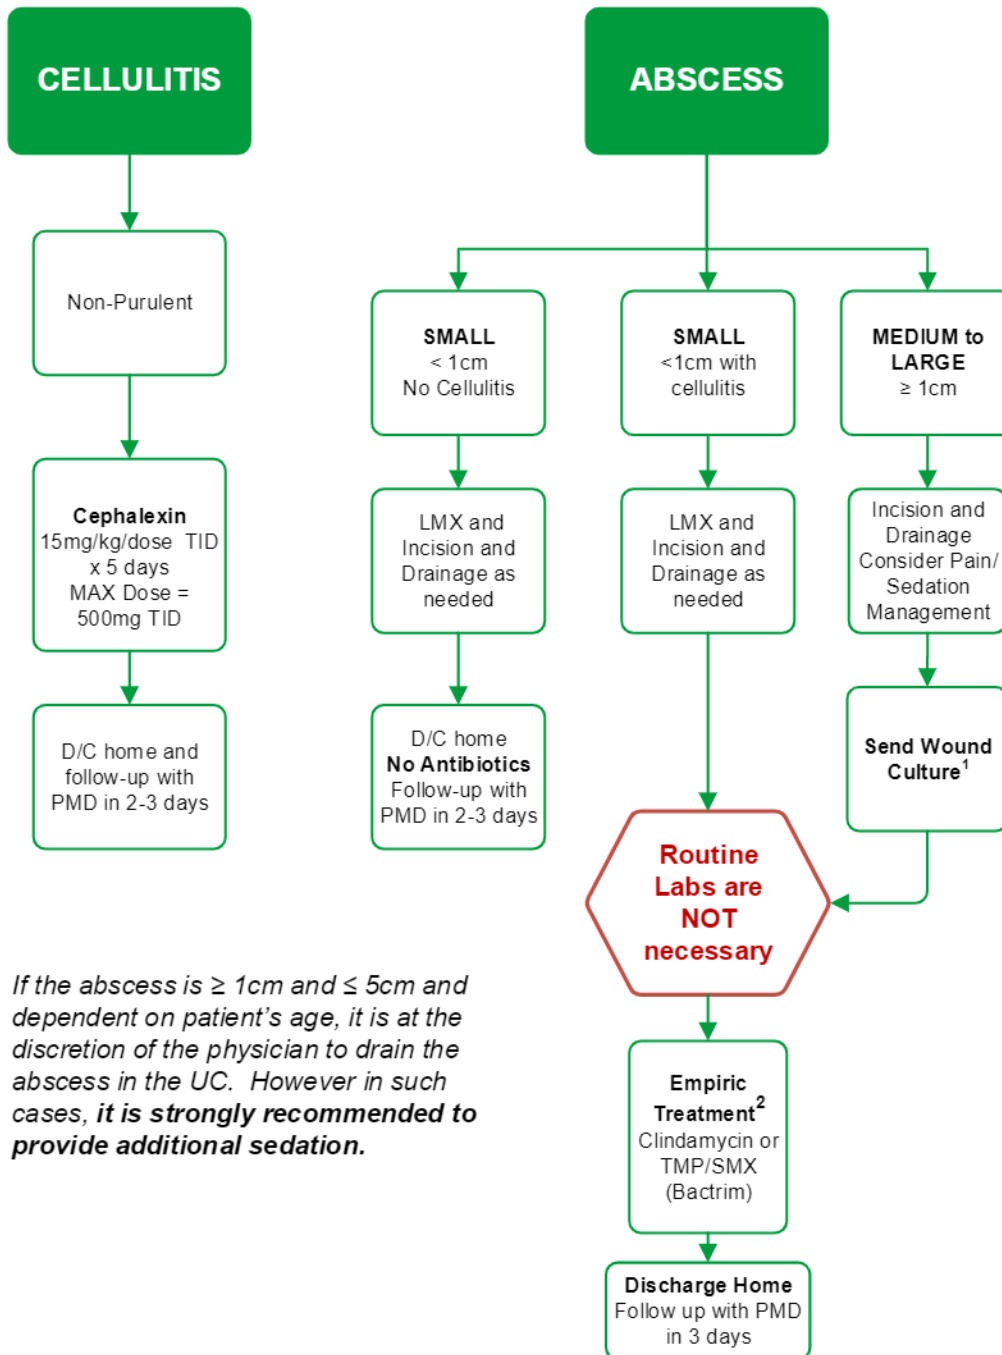 CELLULITIS
Non-Purulent
Cephalexin
15mg/kg/dose TID
x 5 days
MAX Dose =
500mg TID
D/C home and
follow-up with
PMD in 2-3 days
ABSCESS
SMALL
< 1cm
No Cellulitis
LMX and
Incision and
Drainage as
needed
D/C home
No Antibiotics
Follow-up with
PMD in 2-3 days
SMALL
<1cm with
cellulitis
LMX and
Incision and
Drainage as
needed
MEDIUM to
LARGE
≥ 1cm
Incision and
Drainage
Consider Pain/
Sedation
Management
Send Wound
Culture1
Routine
Labs are
NOT
necessary
Empiric
Treatment2
Clindamycin or
TMP/SMX
(Bactrim)
Discharge Home
Follow up with PMD
in 3 days
If the abscess is ≥ 1cm and ≤ 5cm and
dependent on patient's age, it is at the
discretion of the physician to drain the
abscess in the UC. However in such
cases, it is strongly recommended to
provide additional sedation.